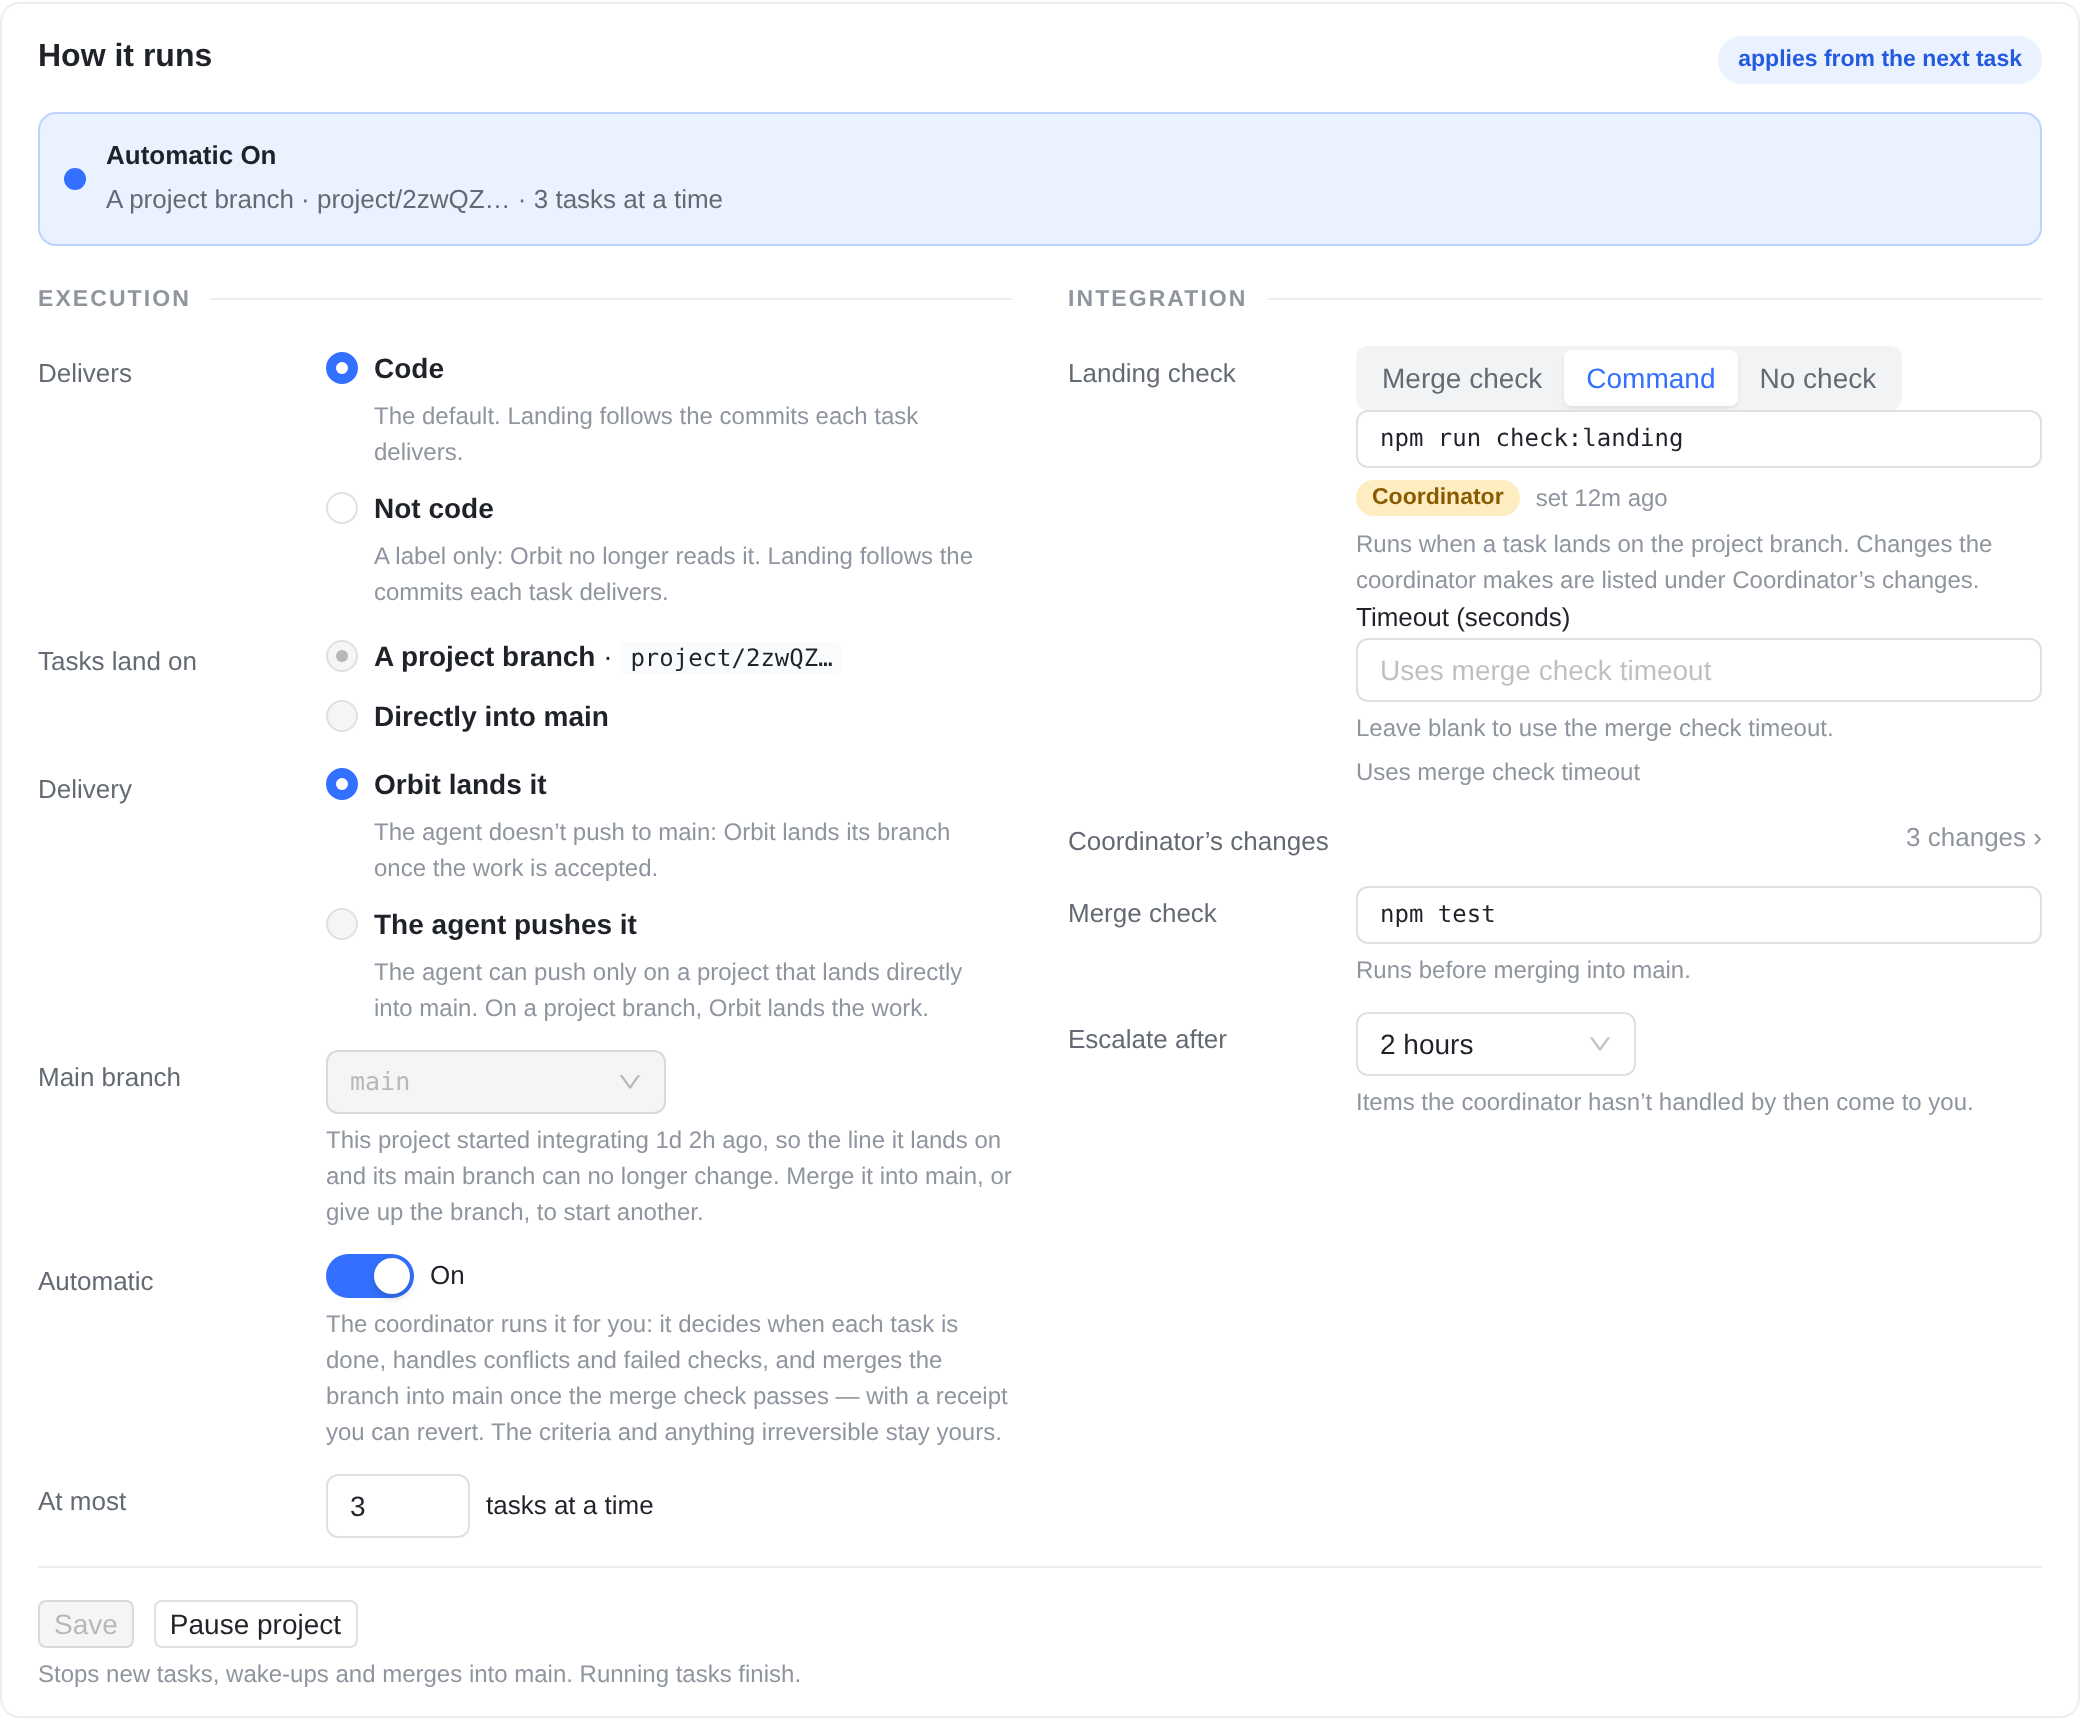 How it runs
applies from the next task
Automatic On
A project branch · project/2zwQZ… · 3 tasks at a time
EXECUTION
Delivers
Code
The default. Landing follows the commits each task
delivers.
Not code
A label only: Orbit no longer reads it. Landing follows the
commits each task delivers.
Tasks land on
A project branch · project/2zwQZ…
Directly into main
Delivery
Orbit lands it
The agent doesn’t push to main: Orbit lands its branch
once the work is accepted.
The agent pushes it
The agent can push only on a project that lands directly
into main. On a project branch, Orbit lands the work.
Main branch
main
This project started integrating 1d 2h ago, so the line it lands on
and its main branch can no longer change. Merge it into main, or
give up the branch, to start another.
Automatic
On
The coordinator runs it for you: it decides when each task is
done, handles conflicts and failed checks, and merges the
branch into main once the merge check passes — with a receipt
you can revert. The criteria and anything irreversible stay yours.
At most
3 tasks at a time
INTEGRATION
Landing check
Merge check Command No check
npm run check:landing
Coordinator set 12m ago
Runs when a task lands on the project branch. Changes the
coordinator makes are listed under Coordinator’s changes.
Timeout (seconds)
Uses merge check timeout
Leave blank to use the merge check timeout.
Uses merge check timeout
Coordinator’s changes
3 changes ›
Merge check
npm test
Runs before merging into main.
Escalate after
2 hours
Items the coordinator hasn’t handled by then come to you.
Save Pause project
Stops new tasks, wake-ups and merges into main. Running tasks finish.